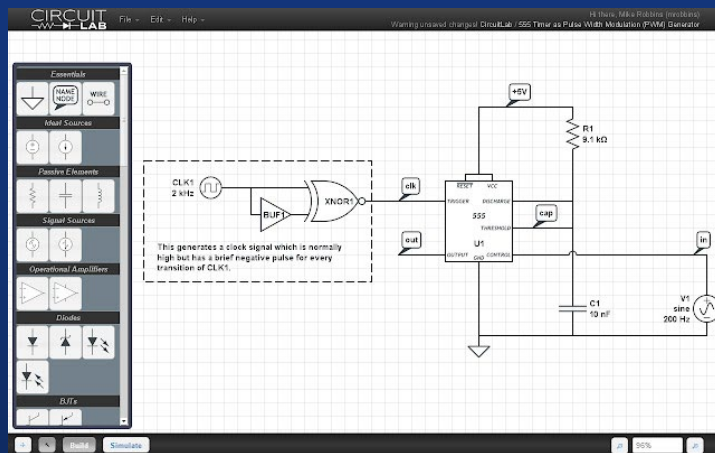 CIRCUIT
LAB
File
Edit
Help
Hi there, Mike Robbins (mrobbins)
Warning unsaved changes! CircuitLab / 555 Timer as Pulse Width Modulation (PWM) Generator
Essentials
NAME
NODE
WIRE
Ideal Sources
Passive Elements
Signal Sources
Operational Amplifiers
Diodes
BJTs
+5V
R1
9.1 kΩ
CLK1
2 kHz
BUF1
XNOR1
clk
RESET
VCC
TRIGGER
DISCHARGE
555
THRESHOLD
cap
out
U1
OUTPUT
CONTROL
GND
in
This generates a clock signal which is normally
high but has a brief negative pulse for every
transition of CLK1.
C1
10 nF
V1
sine
200 Hz
Build
Simulate
96%